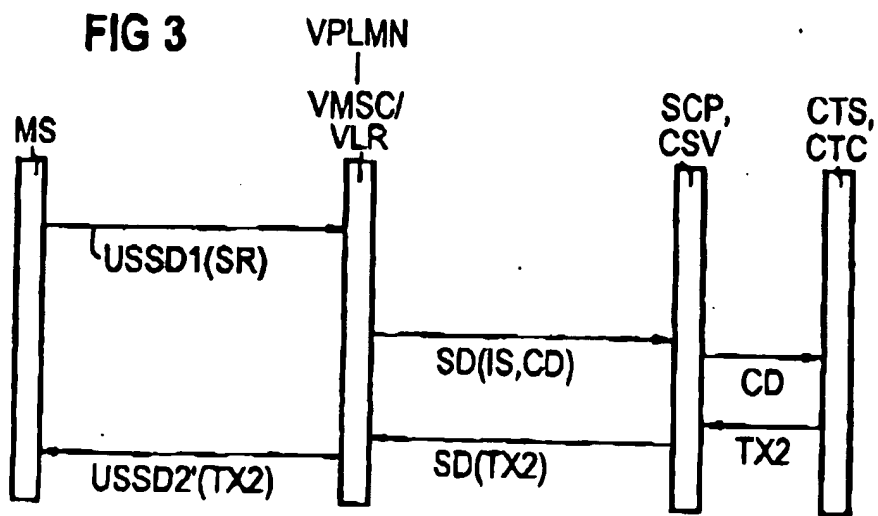 FIG 3
VPLMN
VMSC/
VLR
MS
SCP,
CSV
CTS,
CTC
USSD1(SR)
SD(IS,CD)
CD
TX2
SD(TX2)
USSD2'(TX2)